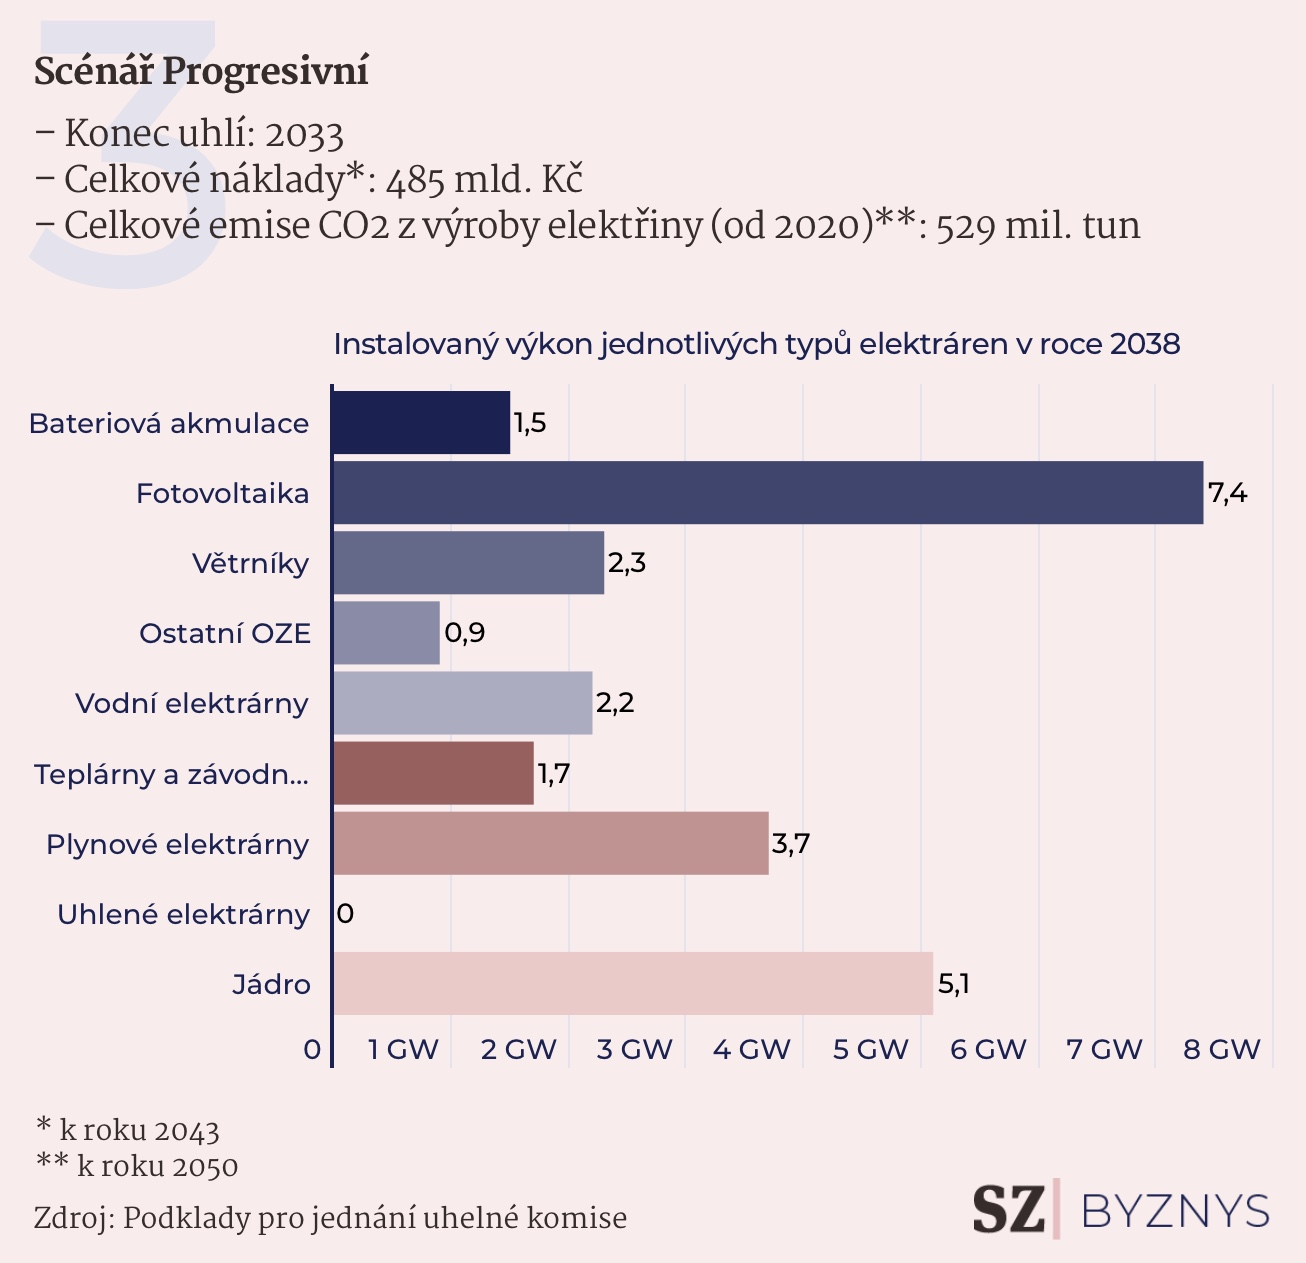 3
Scénář Progresivní
– Konec uhlí: 2033
– Celkové náklady*: 485 mld. Kč
– Celkové emise CO2 z výroby elektřiny (od 2020)**: 529 mil. tun
Instalovaný výkon jednotlivých typů elektráren v roce 2038
Bateriová akmulace 1,5
Fotovoltaika 7,4
Větrníky 2,3
Ostatní OZE 0,9
Vodní elektrárny 2,2
Teplárny a závodn... 1,7
Plynové elektrárny 3,7
Uhlené elektrárny 0
Jádro 5,1
0 1 GW 2 GW 3 GW 4 GW 5 GW 6 GW 7 GW 8 GW
* k roku 2043
** k roku 2050
Zdroj: Podklady pro jednání uhelné komise
SZ BYZNYS